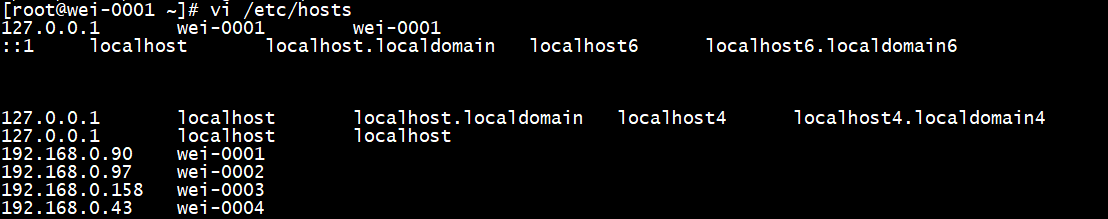 [root@wei-0001 ~]# vi /etc/hosts
127.0.0.1 wei-0001 wei-0001
::1 localhost localhost.localdomain localhost6 localhost6.localdomain6
127.0.0.1 localhost localhost.localdomain localhost4 localhost4.localdomain4
127.0.0.1 localhost localhost
192.168.0.90 wei-0001
192.168.0.97 wei-0002
192.168.0.158 wei-0003
192.168.0.43 wei-0004